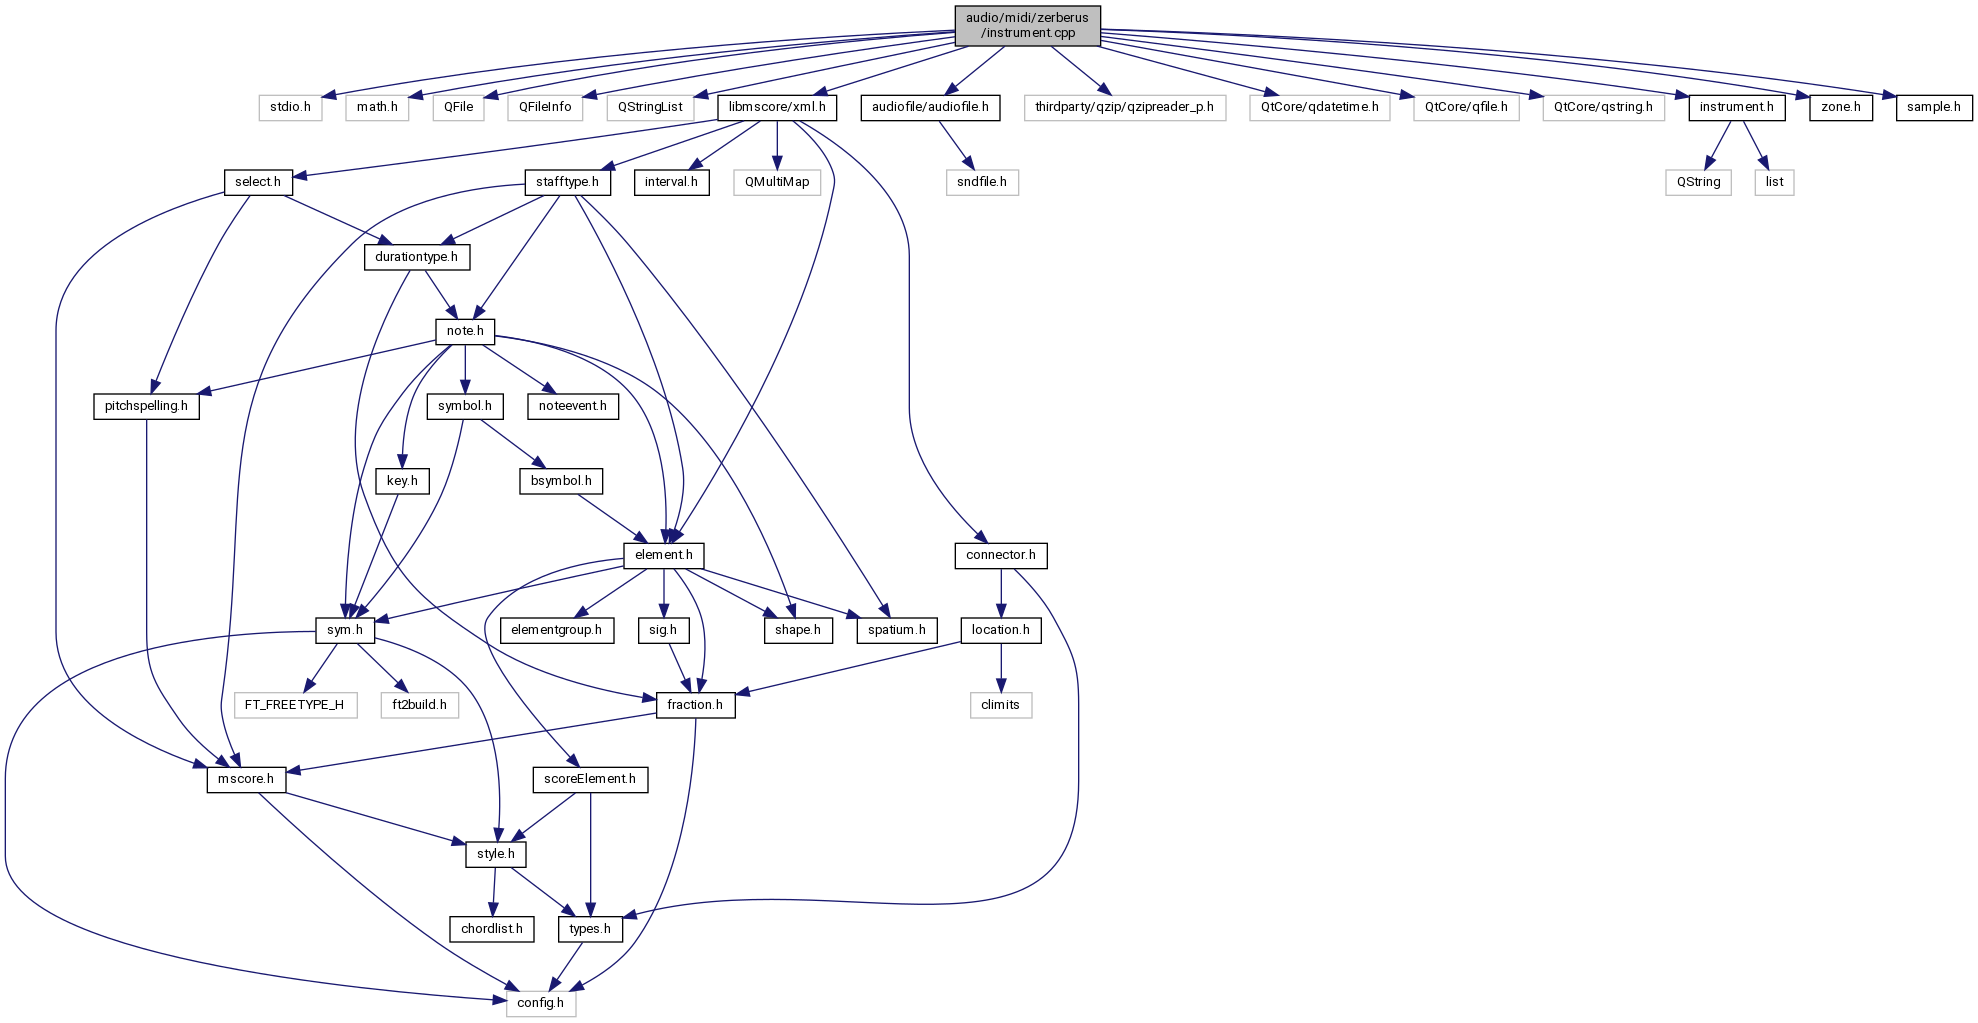 audio/midi/zerberus
/instrument.cpp
stdio.h
math.h
QFile
QFileInfo
QStringList
libmscore/xml.h
audiofile/audiofile.h
thirdparty/qzip/qzipreader_p.h
QtCore/qdatetime.h
QtCore/qfile.h
QtCore/qstring.h
instrument.h
zone.h
sample.h
select.h
stafftype.h
interval.h
QMultiMap
sndfile.h
QString
list
durationtype.h
note.h
pitchspelling.h
symbol.h
noteevent.h
key.h
bsymbol.h
element.h
connector.h
sym.h
elementgroup.h
sig.h
shape.h
spatium.h
location.h
FT_FREETYPE_H
ft2build.h
fraction.h
climits
mscore.h
scoreElement.h
style.h
chordlist.h
types.h
config.h